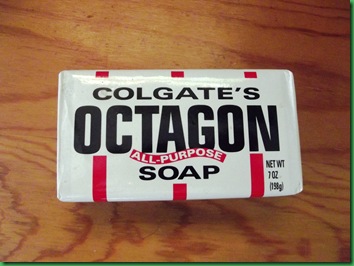 COLGATE'S
OCTAGON
ALL-PURPOSE
SOAP
NET WT
7 OZ
(198g)